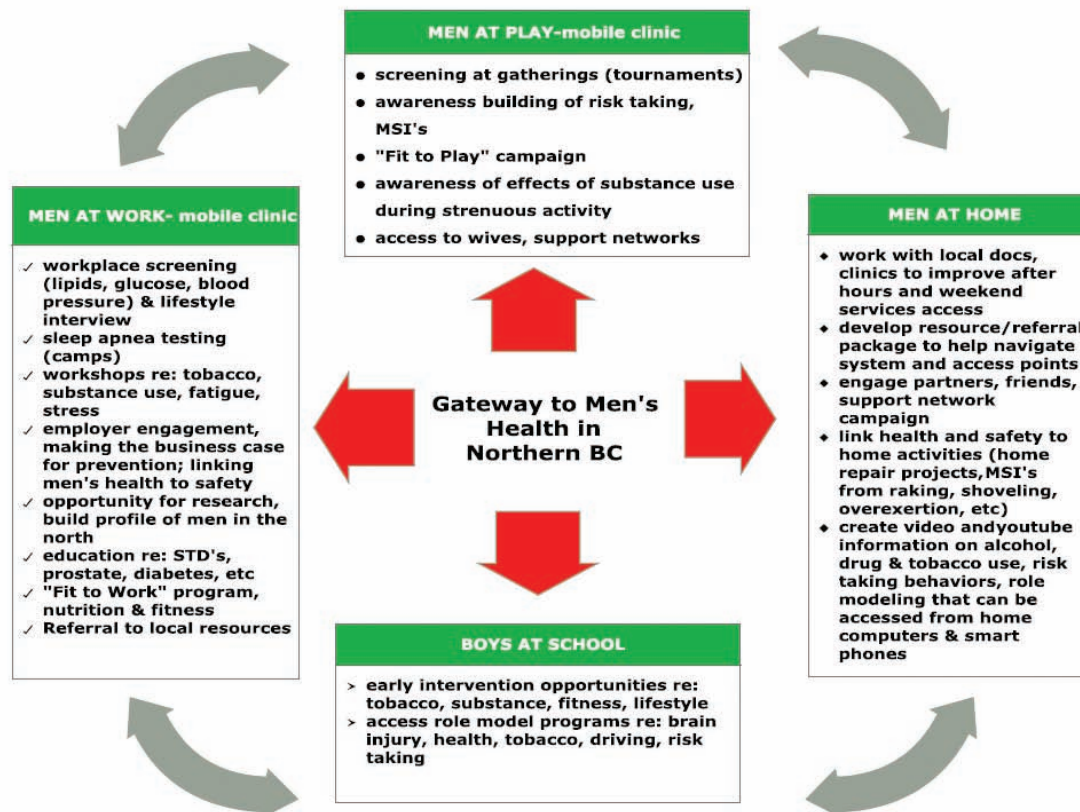 MEN AT PLAY-mobile clinic
screening at gatherings (tournaments)
awareness building of risk taking,
MSI's
"Fit to Play" campaign
awareness of effects of substance use
during strenuous activity
access to wives, support networks
MEN AT WORK- mobile clinic
workplace screening
(lipids, glucose, blood
pressure) & lifestyle
interview
sleep apnea testing
(camps)
workshops re: tobacco,
substance use, fatigue,
stress
employer engagement,
making the business case
for prevention; linking
men's health to safety
opportunity for research,
build profile of men in the
north
education re: STD's,
prostate, diabetes, etc
"Fit to Work" program,
nutrition & fitness
Referral to local resources
Gateway to Men's
Health in
Northern BC
MEN AT HOME
work with local docs,
clinics to improve after
hours and weekend
services access
develop resource/referral
package to help navigate
system and access points
engage partners, friends,
support network
campaign
link health and safety to
home activities (home
repair projects,MSI's
from raking, shoveling,
overexertion, etc)
create video andyoutube
information on alcohol,
drug & tobacco use, risk
taking behaviors, role
modeling that can be
accessed from home
computers & smart
phones
BOYS AT SCHOOL
early intervention opportunities re:
tobacco, substance, fitness, lifestyle
access role model programs re: brain
injury, health, tobacco, driving, risk
taking